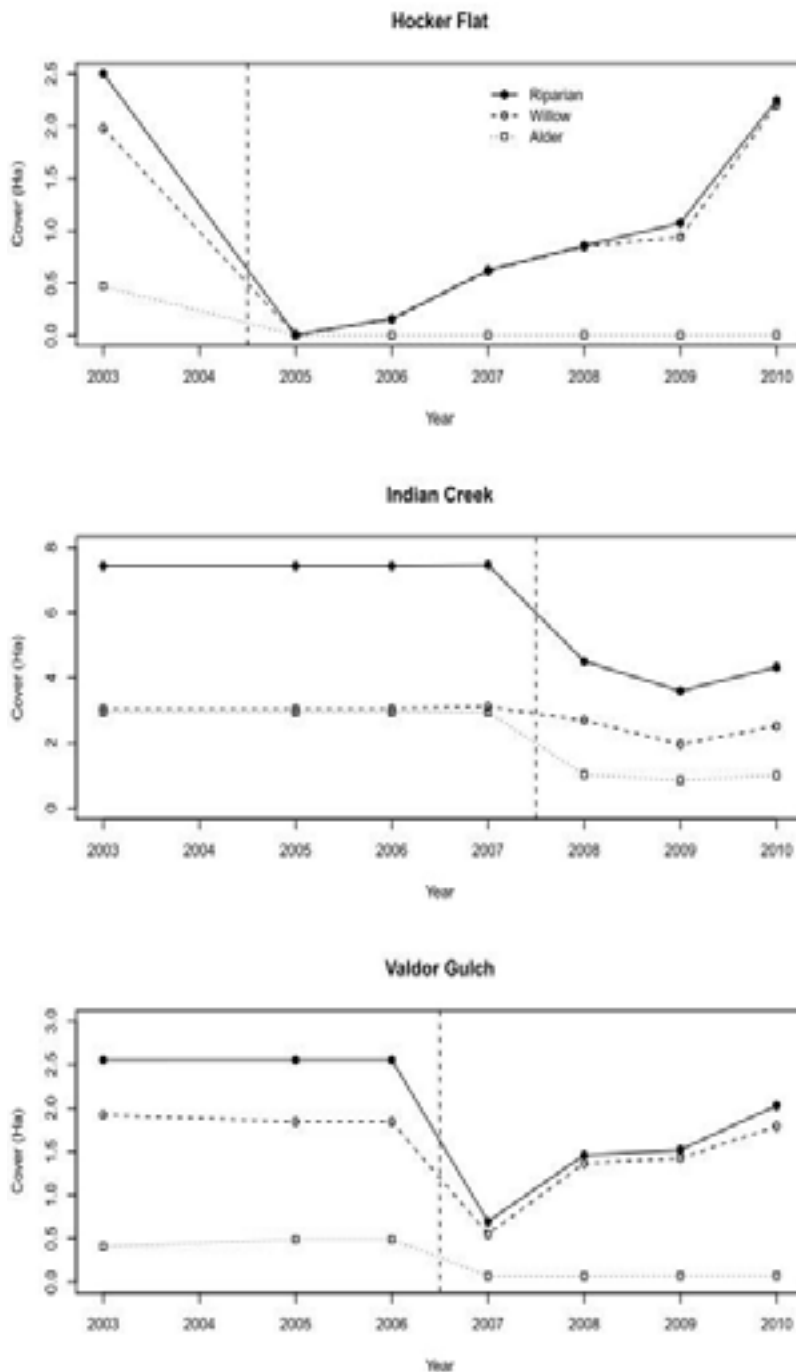 Hocker Flat
2.5
2.0
1.5
1.0
0.5
0.0
Cover (Ha)
Riparian
Willow
Alder
2003 2004 2005 2006 2007 2008 2009 2010
Year
Indian Creek
8
6
4
2
0
Cover (Ha)
2003 2004 2005 2006 2007 2008 2009 2010
Year
Valdor Gulch
3.0
2.5
2.0
1.5
1.0
0.5
0.0
Cover (Ha)
2003 2004 2005 2006 2007 2008 2009 2010
Year